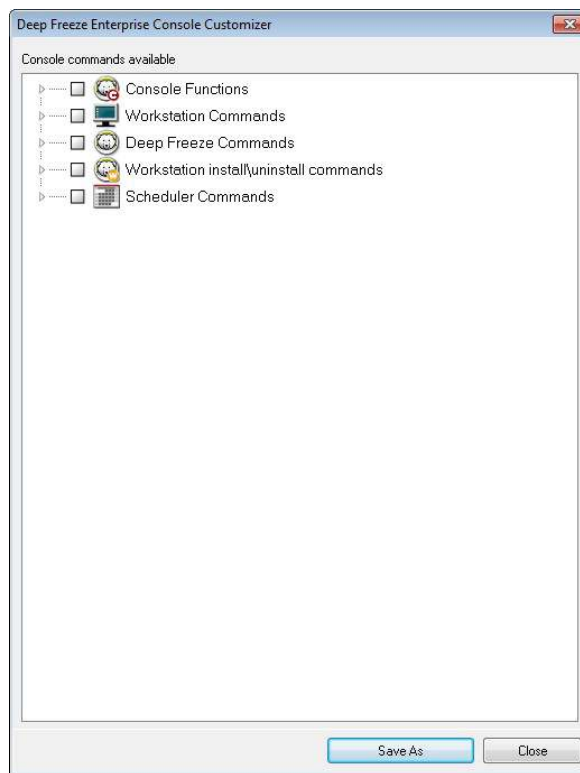 Deep Freeze Enterprise Console Customizer
Console commands available
Console Functions
Workstation Commands
Deep Freeze Commands
Workstation install\uninstall commands
Scheduler Commands
Save As
Close